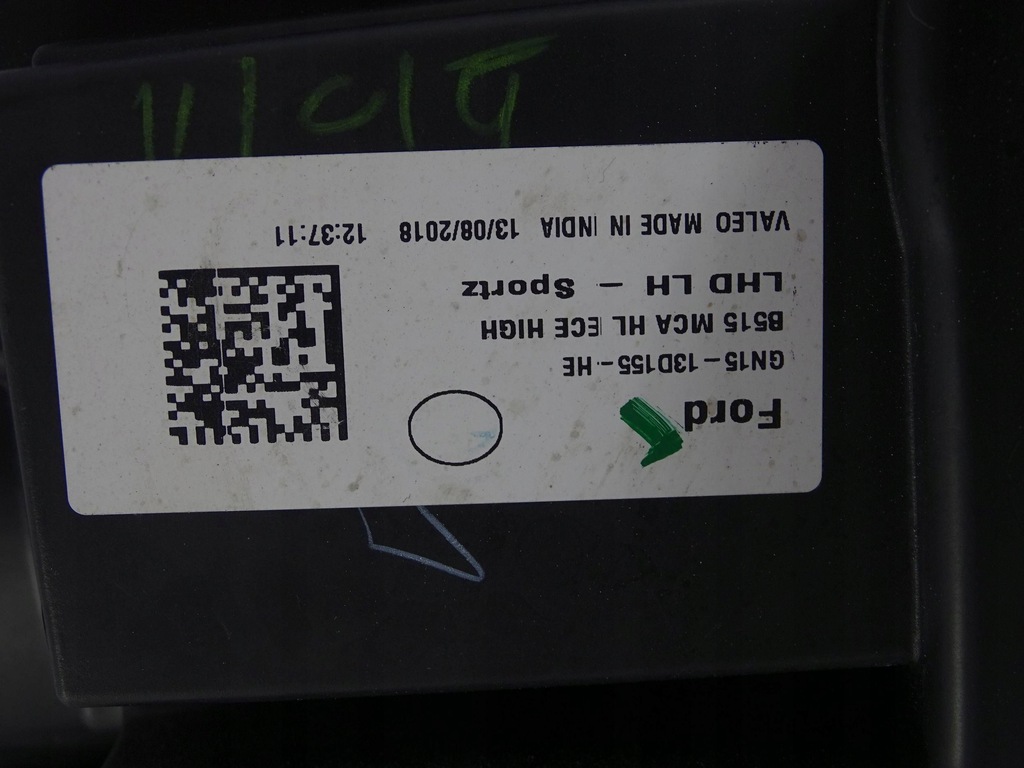 Ford
GN15-13D155-HE
B515 MCA HL ECE HIGH
LHD LH - Sportz
VALEO MADE IN INDIA 13/08/2018 12:37:11